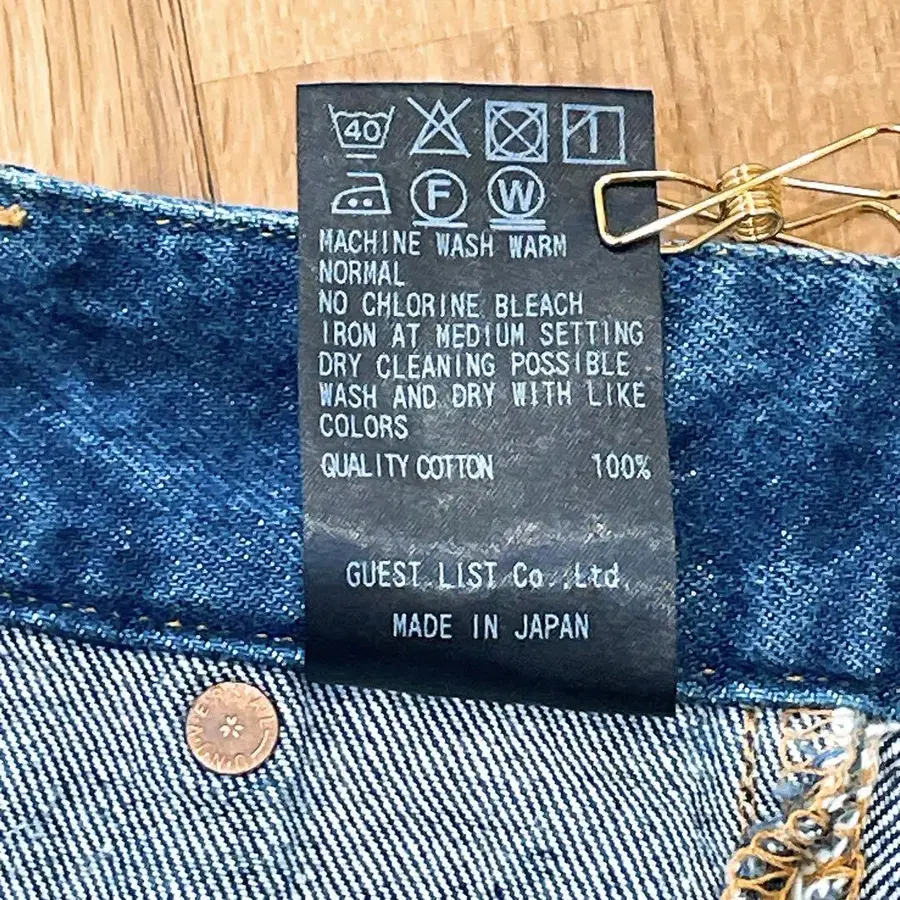 40
F W
MACHINE WASH WARM
NORMAL
NO CHLORINE BLEACH
IRON AT MEDIUM SETTING
DRY CLEANING POSSIBLE
WASH AND DRY WITH LIKE
COLORS
QUALITY COTTON 100%
GUEST LIST Co.,Ltd.
MADE IN JAPAN